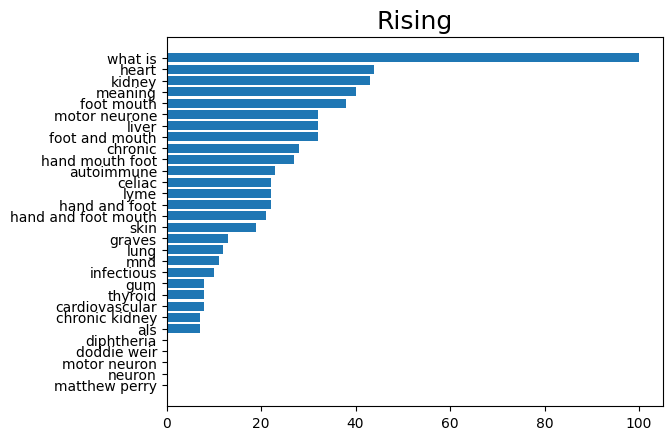 Rising
what is
heart
kidney
meaning
foot mouth
motor neurone
liver
foot and mouth
chronic
hand mouth foot
autoimmune
celiac
lyme
hand and foot
hand and foot mouth
skin
graves
lung
mnd
infectious
gum
thyroid
cardiovascular
chronic kidney
als
diphtheria
doddie weir
motor neuron
neuron
matthew perry
0 20 40 60 80 100